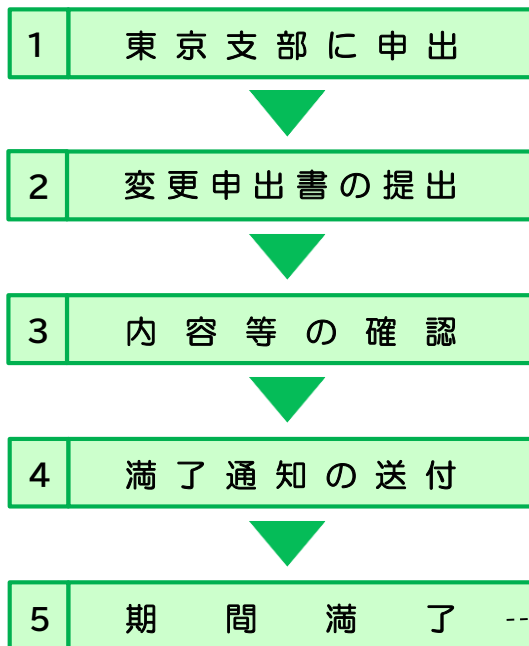 1 東京支部に申出
2 変更申出書の提出
3 内容等の確認
4 満了通知の送付
5 期間満了